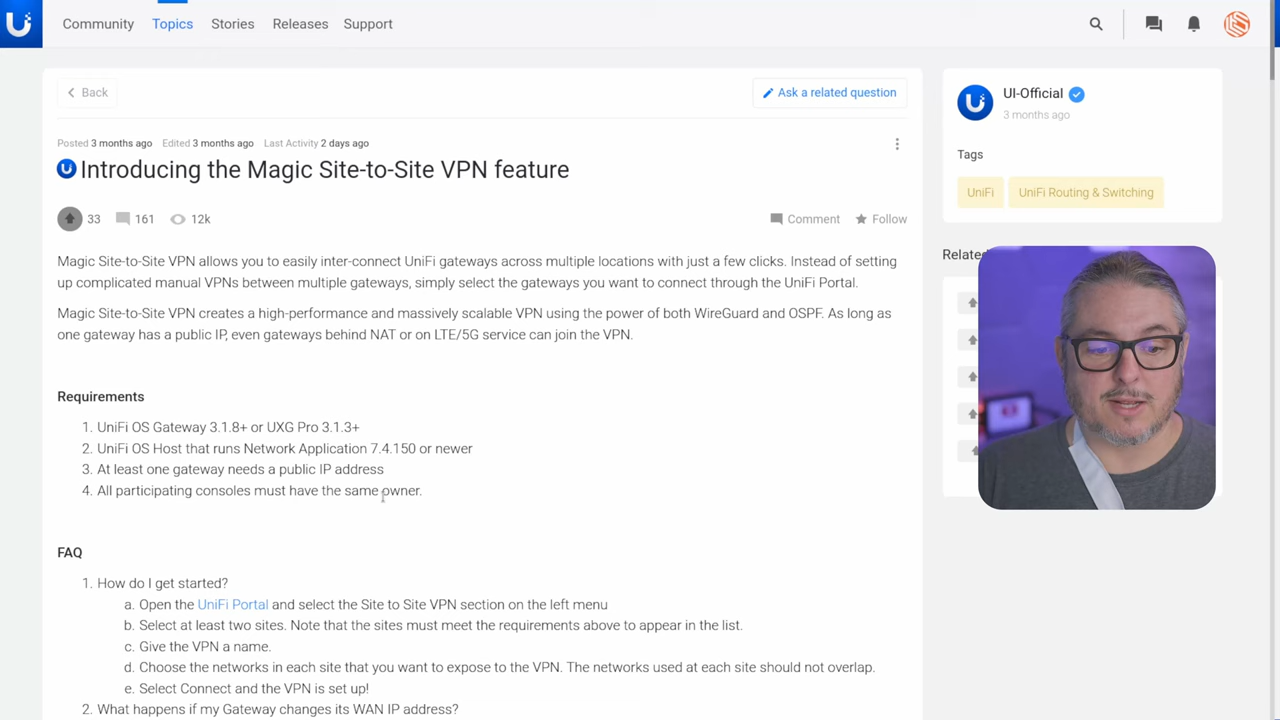 Community Topics Stories Releases Support
Back
Ask a related question
Posted 3 months ago Edited 3 months ago Last Activity 2 days ago
Introducing the Magic Site-to-Site VPN feature
33 161 12k
Comment Follow
Magic Site-to-Site VPN allows you to easily inter-connect UniFi gateways across multiple locations with just a few clicks. Instead of setting
up complicated manual VPNs between multiple gateways, simply select the gateways you want to connect through the UniFi Portal.
Magic Site-to-Site VPN creates a high-performance and massively scalable VPN using the power of both WireGuard and OSPF. As long as
one gateway has a public IP, even gateways behind NAT or on LTE/5G service can join the VPN.
Requirements
1. UniFi OS Gateway 3.1.8+ or UXG Pro 3.1.3+
2. UniFi OS Host that runs Network Application 7.4.150 or newer
3. At least one gateway needs a public IP address
4. All participating consoles must have the same owner.
FAQ
1. How do I get started?
a. Open the UniFi Portal and select the Site to Site VPN section on the left menu
b. Select at least two sites. Note that the sites must meet the requirements above to appear in the list.
c. Give the VPN a name.
d. Choose the networks in each site that you want to expose to the VPN. The networks used at each site should not overlap.
e. Select Connect and the VPN is set up!
2. What happens if my Gateway changes its WAN IP address?
UI-Official
3 months ago
Tags
UniFi UniFi Routing & Switching